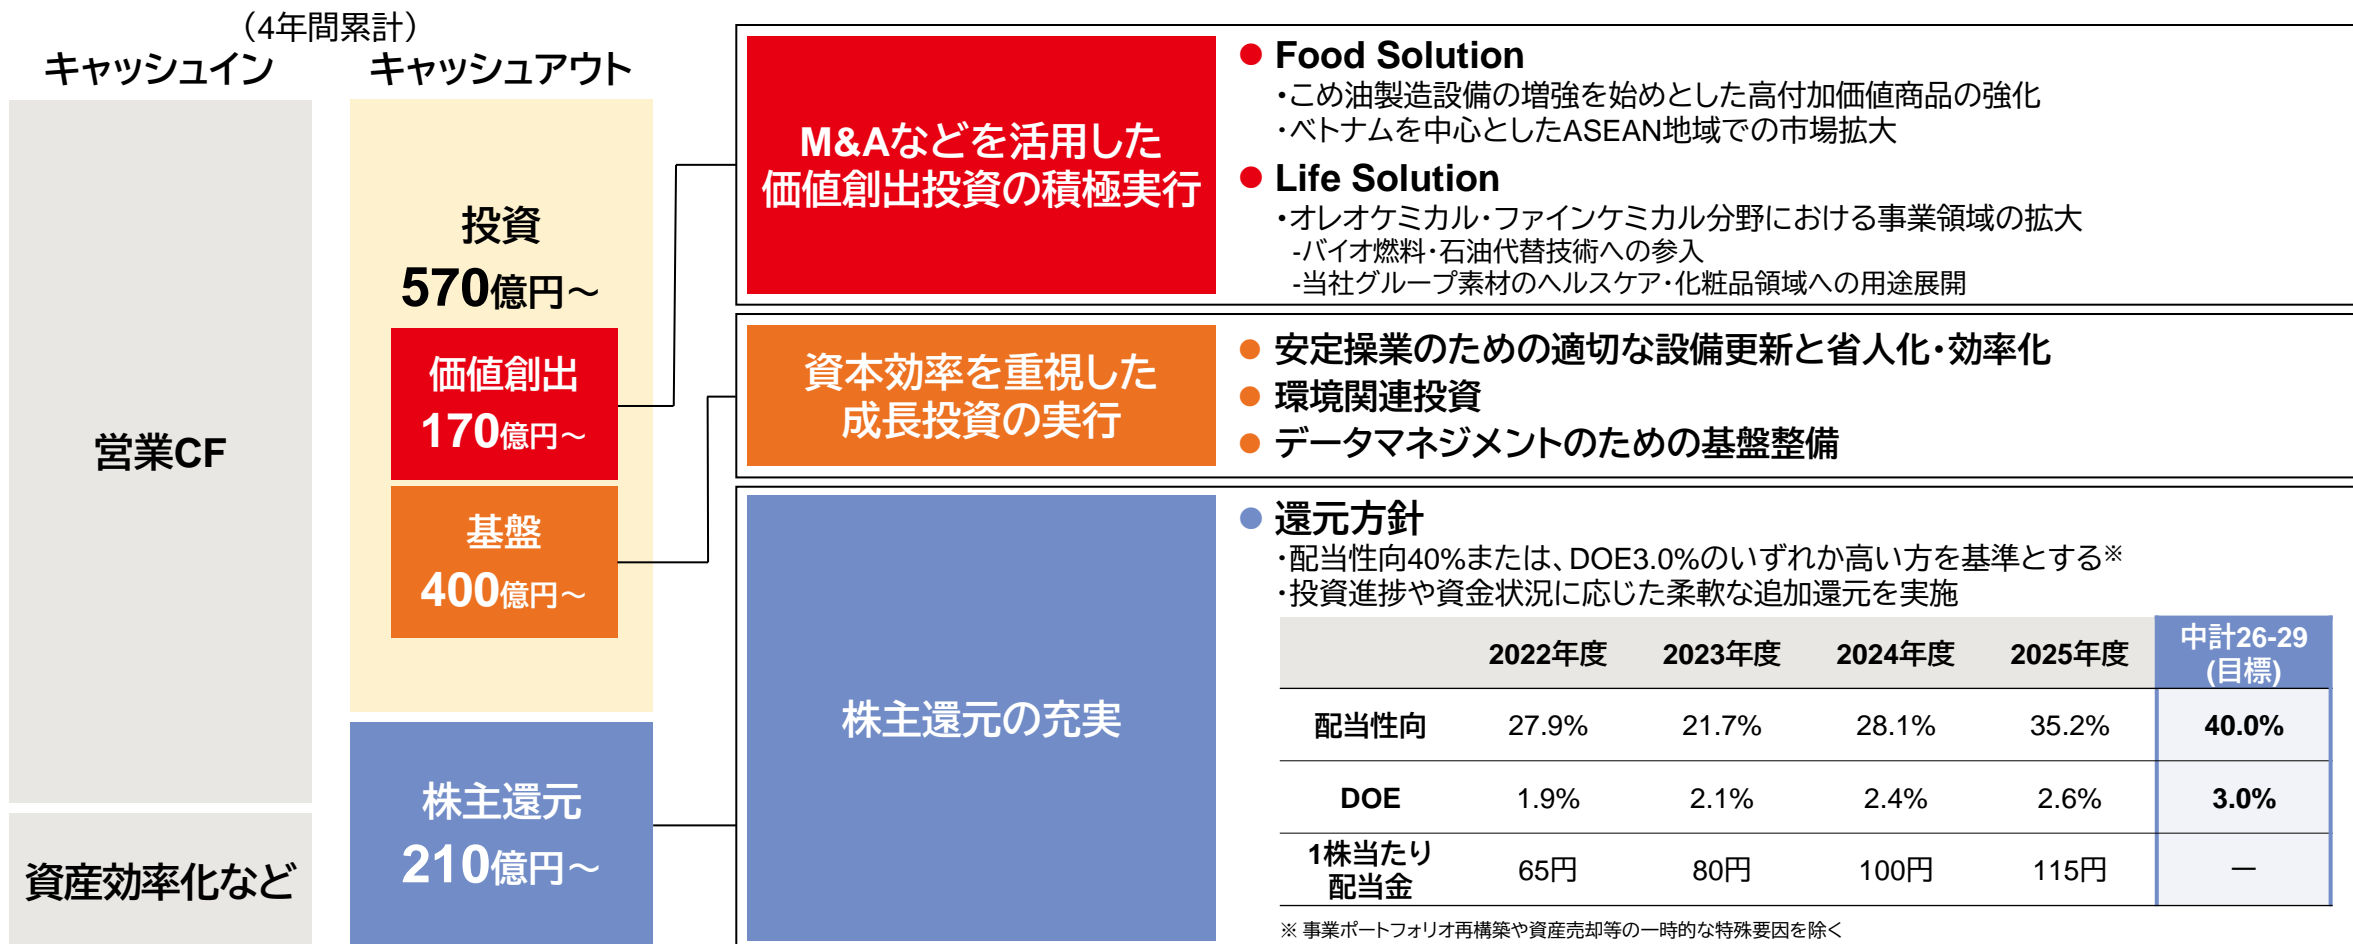 （4年間累計）
キャッシュイン
キャッシュアウト
営業CF
資産効率化など
投資
570億円～
価値創出
170億円～
基盤
400億円～
株主還元
210億円～
M&Aなどを活用した
価値創出投資の積極実行
● Food Solution
・こめ油製造設備の増強を始めとした高付加価値商品の強化
・ベトナムを中心としたASEAN地域での市場拡大
● Life Solution
・オレオケミカル・ファインケミカル分野における事業領域の拡大
-バイオ燃料・石油代替技術への参入
-当社グループ素材のヘルスケア・化粧品領域への用途展開
資本効率を重視した
成長投資の実行
● 安定操業のための適切な設備更新と省人化・効率化
● 環境関連投資
● データマネジメントのための基盤整備
株主還元の充実
● 還元方針
・配当性向40%または、DOE3.0%のいずれか高い方を基準とする※
・投資進捗や資金状況に応じた柔軟な追加還元を実施
2022年度 2023年度 2024年度 2025年度 中計26-29
(目標)
配当性向 27.9% 21.7% 28.1% 35.2% 40.0%
DOE 1.9% 2.1% 2.4% 2.6% 3.0%
1株当たり
配当金 65円 80円 100円 115円 ―
※ 事業ポートフォリオ再構築や資産売却等の一時的な特殊要因を除く